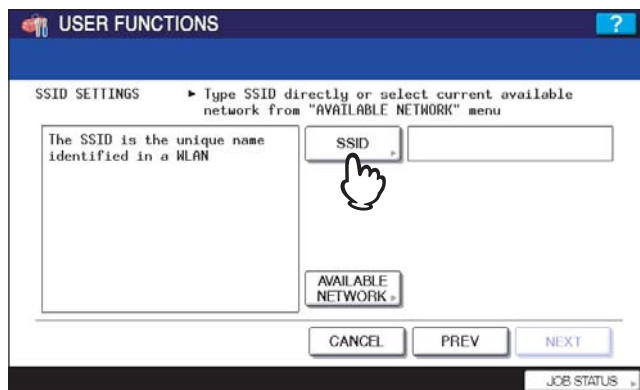 USER FUNCTIONS
?
SSID SETTINGS ► Type SSID directly or select current available
network from "AVAILABLE NETWORK" menu
The SSID is the unique name
identified in a WLAN
SSID
AVAILABLE
NETWORK
CANCEL PREV NEXT
JOB STATUS